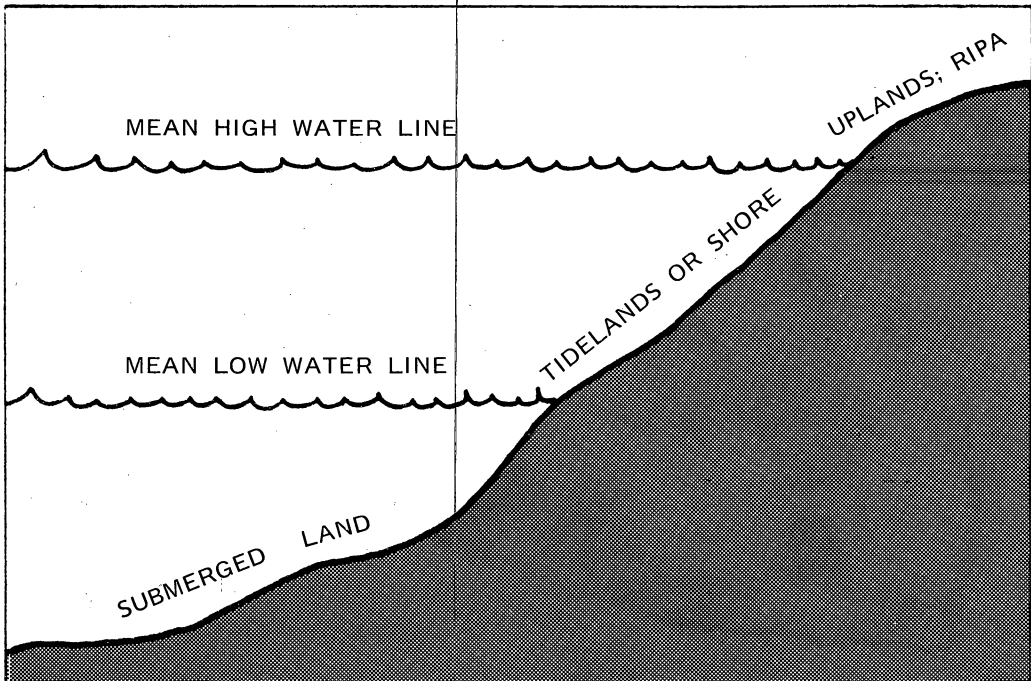 UPLANDS; RIPA
MEAN HIGH WATER LINE
TIDELANDS OR SHORE
MEAN LOW WATER LINE
SUBMERGED LAND